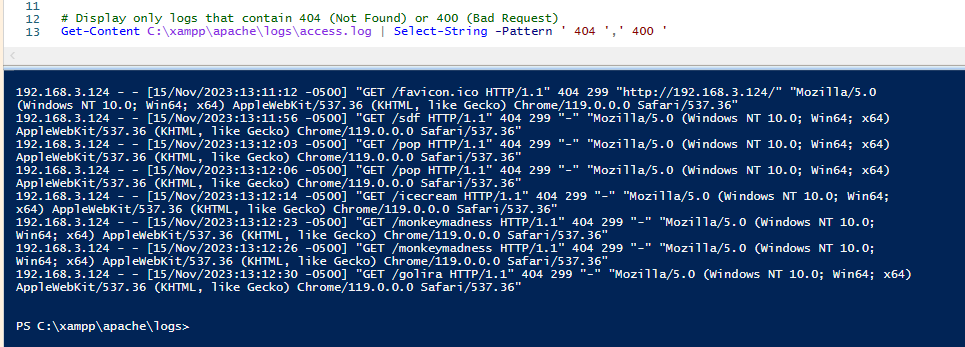 11
12 # Display only logs that contain 404 (Not Found) or 400 (Bad Request)
13 Get-Content C:\xampp\apache\logs\access.log | Select-String -Pattern ' 404 ',' 400 '
192.168.3.124 - - [15/Nov/2023:13:11:12 -0500] "GET /favicon.ico HTTP/1.1" 404 299 "http://192.168.3.124/" "Mozilla/5.0
(Windows NT 10.0; Win64; x64) AppleWebKit/537.36 (KHTML, like Gecko) Chrome/119.0.0.0 Safari/537.36"
192.168.3.124 - - [15/Nov/2023:13:11:56 -0500] "GET /sdf HTTP/1.1" 404 299 "-" "Mozilla/5.0 (Windows NT 10.0; Win64; x64)
AppleWebKit/537.36 (KHTML, like Gecko) Chrome/119.0.0.0 Safari/537.36"
192.168.3.124 - - [15/Nov/2023:13:12:03 -0500] "GET /pop HTTP/1.1" 404 299 "-" "Mozilla/5.0 (Windows NT 10.0; Win64; x64)
AppleWebKit/537.36 (KHTML, like Gecko) Chrome/119.0.0.0 Safari/537.36"
192.168.3.124 - - [15/Nov/2023:13:12:06 -0500] "GET /pop HTTP/1.1" 404 299 "-" "Mozilla/5.0 (Windows NT 10.0; Win64; x64)
AppleWebKit/537.36 (KHTML, like Gecko) Chrome/119.0.0.0 Safari/537.36"
192.168.3.124 - - [15/Nov/2023:13:12:14 -0500] "GET /icecream HTTP/1.1" 404 299 "-" "Mozilla/5.0 (Windows NT 10.0; Win64;
x64) AppleWebKit/537.36 (KHTML, like Gecko) Chrome/119.0.0.0 Safari/537.36"
192.168.3.124 - - [15/Nov/2023:13:12:23 -0500] "GET /monkeymadness HTTP/1.1" 404 299 "-" "Mozilla/5.0 (Windows NT 10.0;
Win64; x64) AppleWebKit/537.36 (KHTML, like Gecko) Chrome/119.0.0.0 Safari/537.36"
192.168.3.124 - - [15/Nov/2023:13:12:26 -0500] "GET /monkeymadness HTTP/1.1" 404 299 "-" "Mozilla/5.0 (Windows NT 10.0;
Win64; x64) AppleWebKit/537.36 (KHTML, like Gecko) Chrome/119.0.0.0 Safari/537.36"
192.168.3.124 - - [15/Nov/2023:13:12:30 -0500] "GET /golira HTTP/1.1" 404 299 "-" "Mozilla/5.0 (Windows NT 10.0; Win64; x64)
AppleWebKit/537.36 (KHTML, like Gecko) Chrome/119.0.0.0 Safari/537.36"
PS C:\xampp\apache\logs>